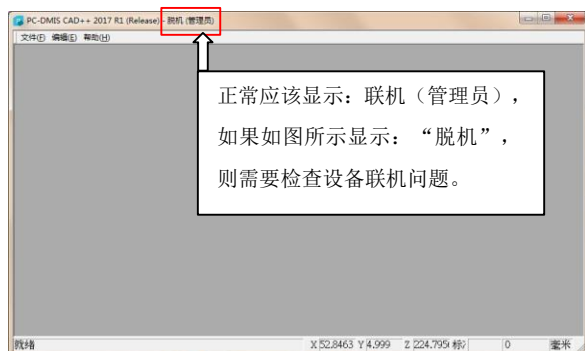 PC-DMIS CAD++ 2017 R1 (Release) - 脱机 (管理员)
文件(F) 编辑(E) 帮助(H)
正常应该显示：联机（管理员），
如果如图所示显示：“脱机”，
则需要检查设备联机问题。
就绪 X 52.8463 Y 4.999 Z 224.795( 标? 0 毫米